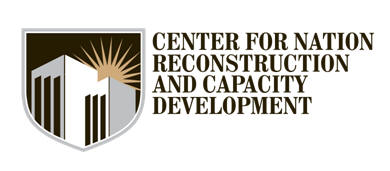 CENTER FOR NATION
RECONSTRUCTION
AND CAPACITY
DEVELOPMENT